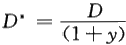 D* = D / (1 + y)